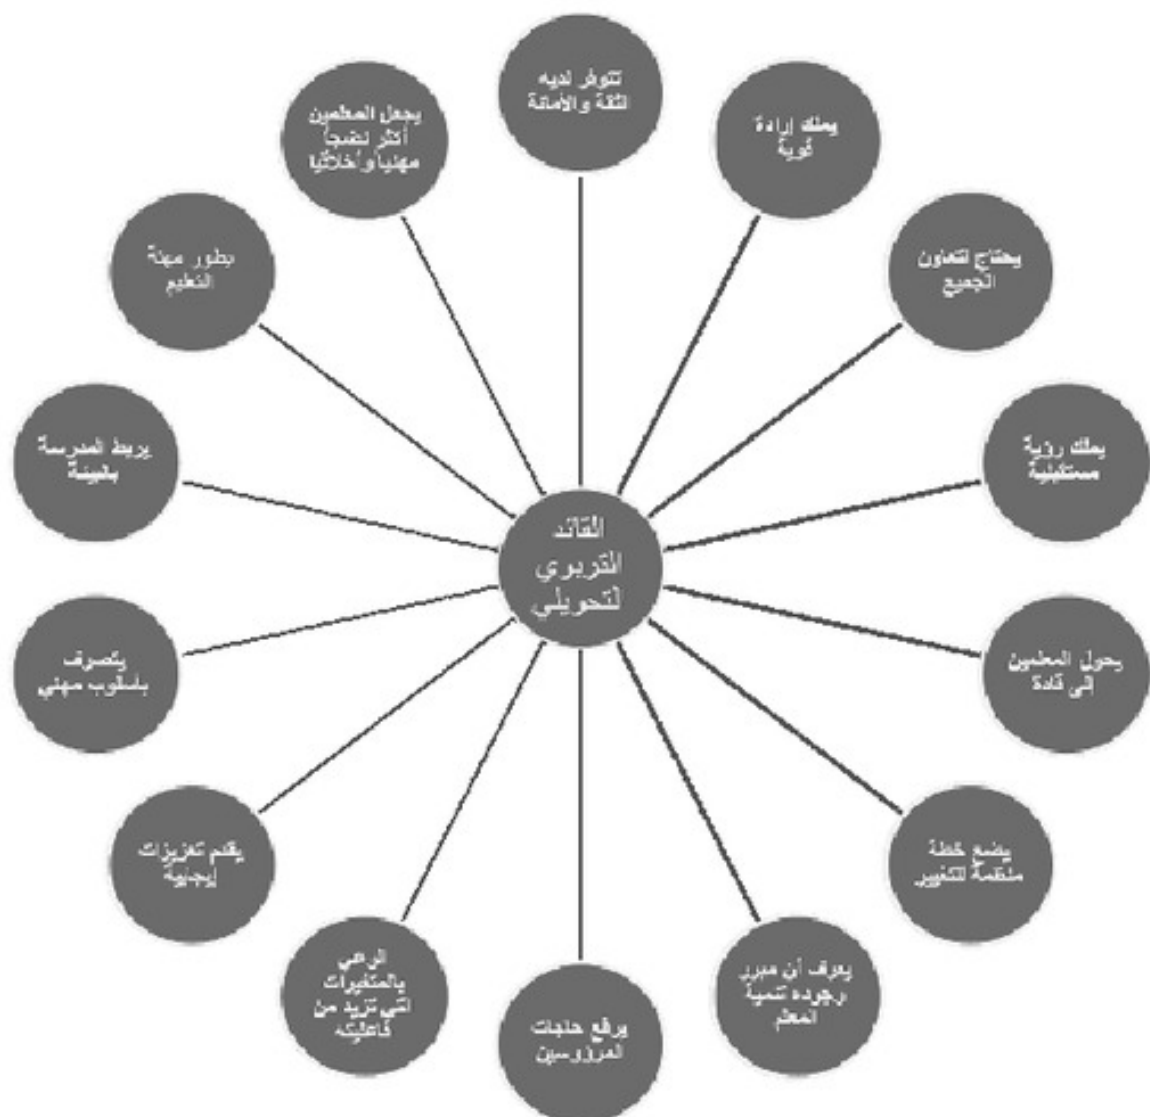 القائد
التربوي
لتحويلي
تتوفر لديه
الثقة والأمانة
يملك إرادة
قوية
يحتاج لتعاون
الجميع
يملك رؤية
مستقبلية
يحول المعلمين
إلى قادة
يضع خطة
منظمة للتغيير
يعرف أن مبرر
وجوده تنمية
المعلم
يرفع حاجات
المرؤوسين
الوعي
بالمتغيرات
التي تزيد من
فاعليته
يقدم تعزيزات
إيجابية
يتصرف
بأسلوب مهني
يربط المدرسة
بالبيئة
يطور مهنة
التعليم
يجعل المعلمين
أكثر نضجاً
مهنياً وأخلاقيا